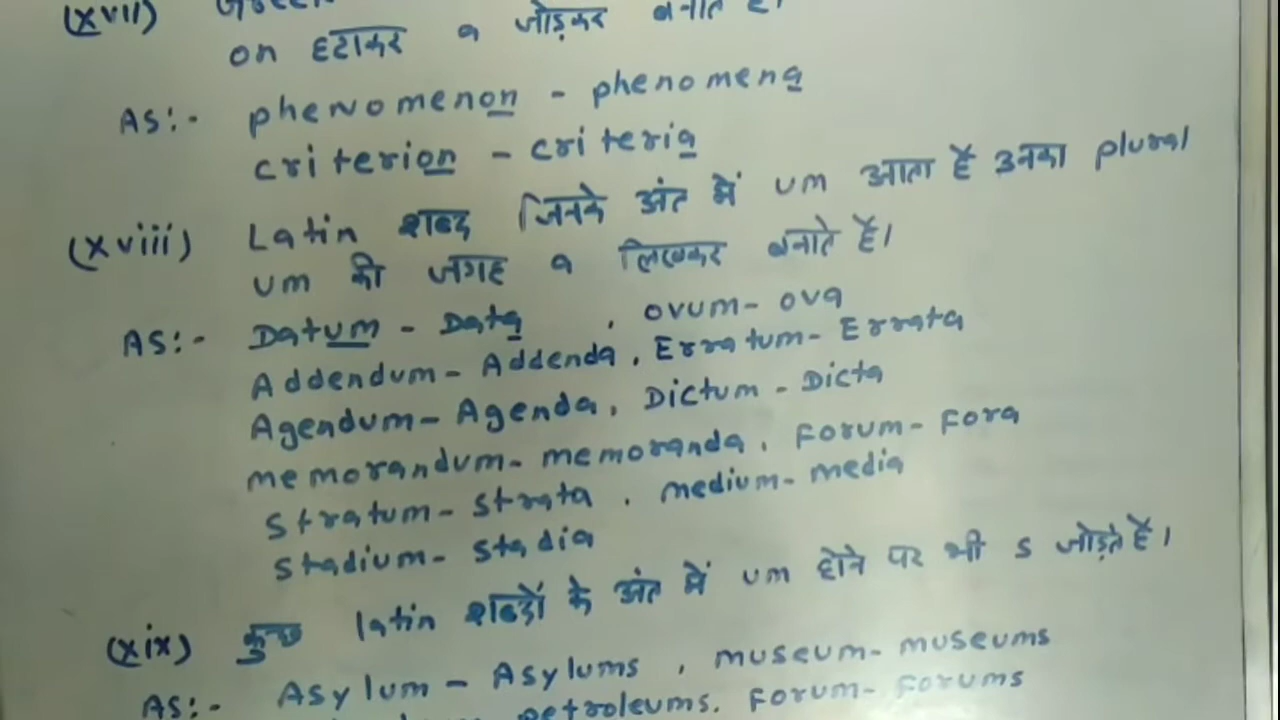 (xvii)
on हटाकर a जोड़कर बनाते है।
AS:- phenomenon - phenomena
criterion - criteria
(xviii) Latin शब्द जिनके अंत में um आता है उनका plural
um की जगह a लिखकर बनाते है।
AS:- Datum - Data , ovum - ova
Addendum - Addenda , Erratum - Errata
Agendum - Agenda , Dictum - Dicta
memorandum - memoranda , Forum - Fora
Stratum - Strata , medium - media
Stadium - Stadia
(xix) कुछ latin शब्दों के अंत में um होने पर भी s जोड़ते है।
AS:- Asylum - Asylums , museum - museums
petroleums. Forum - Forums